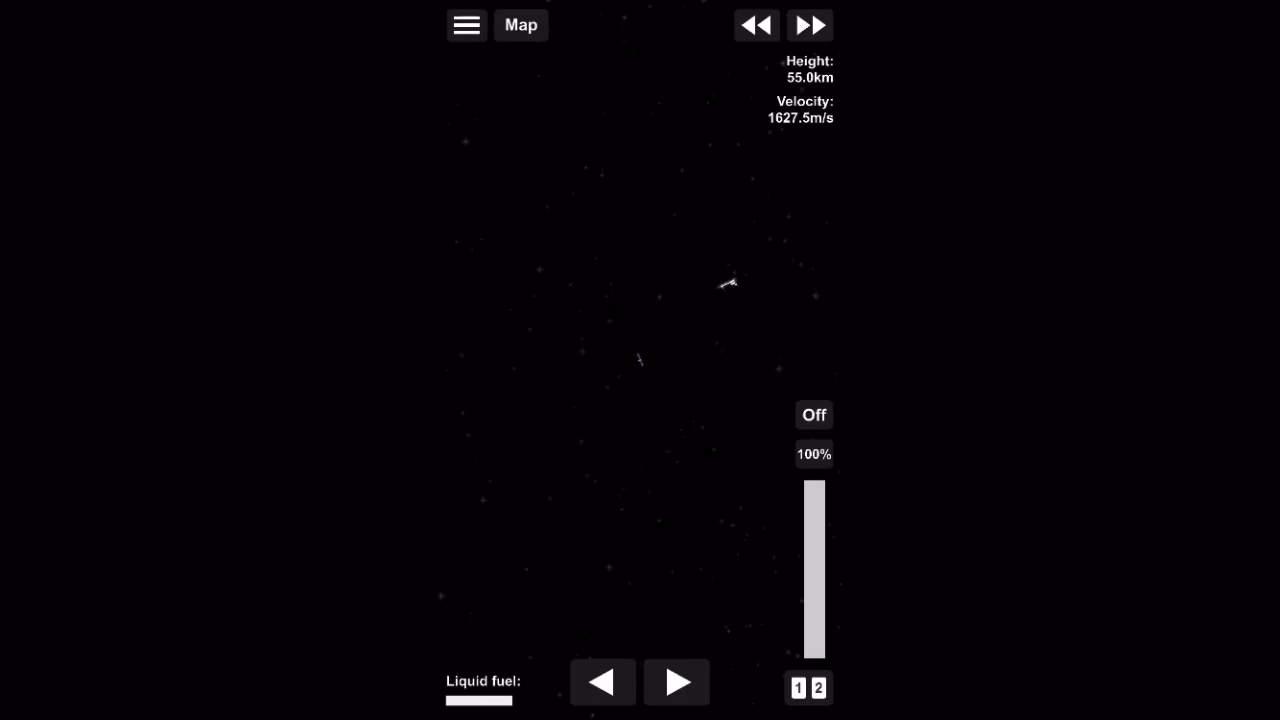 Map
Height:
55.0km
Velocity:
1627.5m/s
Off
100%
Liquid fuel:
1 2